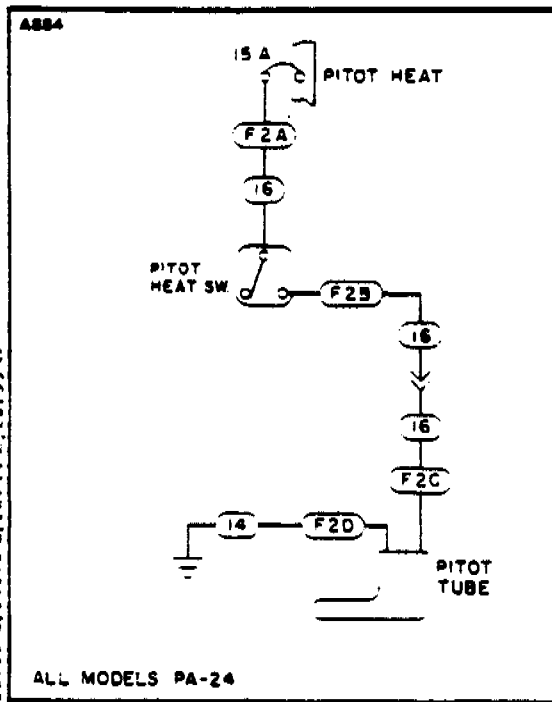 A884
15 A
PITOT HEAT
F2A
16
PITOT
HEAT SW.
F2B
16
16
F2C
14
F2D
PITOT
TUBE
ALL MODELS PA-24